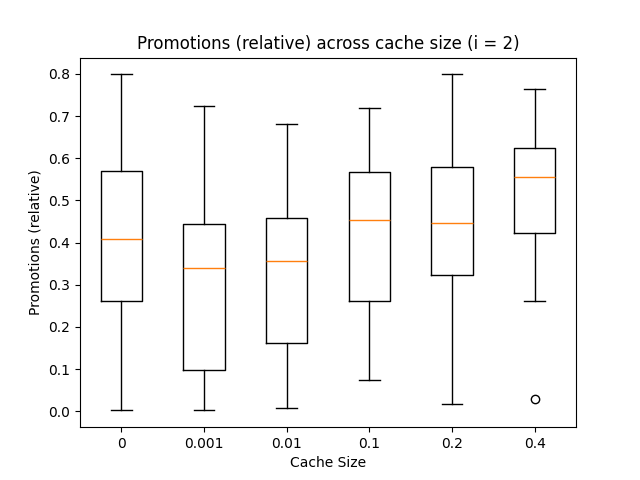 Promotions (relative) across cache size (i = 2)
Promotions (relative)
0.8
0.7
0.6
0.5
0.4
0.3
0.2
0.1
0.0
0 0.001 0.01 0.1 0.2 0.4
Cache Size